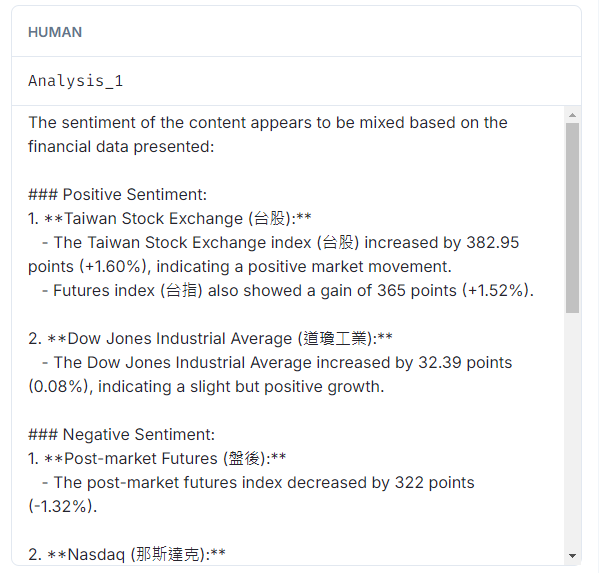 HUMAN
Analysis_1
The sentiment of the content appears to be mixed based on the
financial data presented:
### Positive Sentiment:
1. **Taiwan Stock Exchange (台股):**
- The Taiwan Stock Exchange index (台股) increased by 382.95
points (+1.60%), indicating a positive market movement.
- Futures index (台指) also showed a gain of 365 points (+1.52%).
2. **Dow Jones Industrial Average (道瓊工業):**
- The Dow Jones Industrial Average increased by 32.39 points
(0.08%), indicating a slight but positive growth.
### Negative Sentiment:
1. **Post-market Futures (盤後):**
- The post-market futures index decreased by 322 points
(-1.32%).
2. **Nasdaq (那斯達克):**